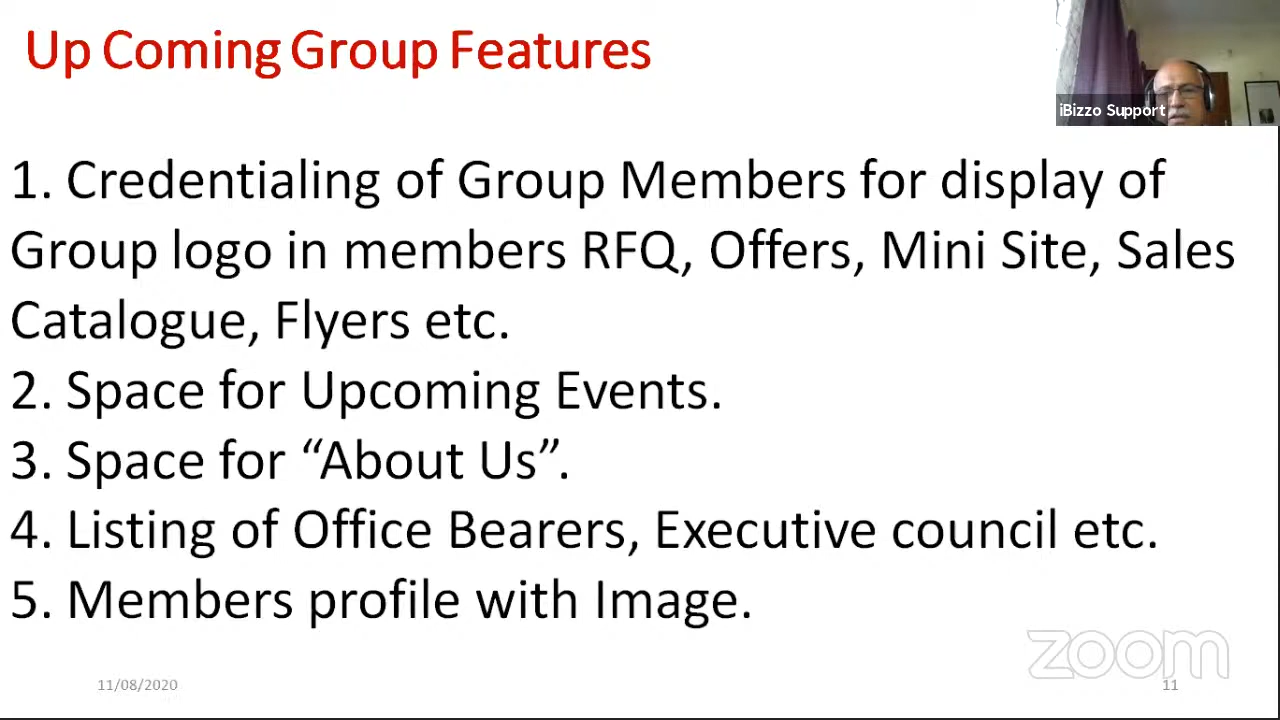 Up Coming Group Features
iBizzo Support
1. Credentialing of Group Members for display of
Group logo in members RFQ, Offers, Mini Site, Sales
Catalogue, Flyers etc.
2. Space for Upcoming Events.
3. Space for “About Us”.
4. Listing of Office Bearers, Executive council etc.
5. Members profile with Image.
zoom
11/08/2020
11